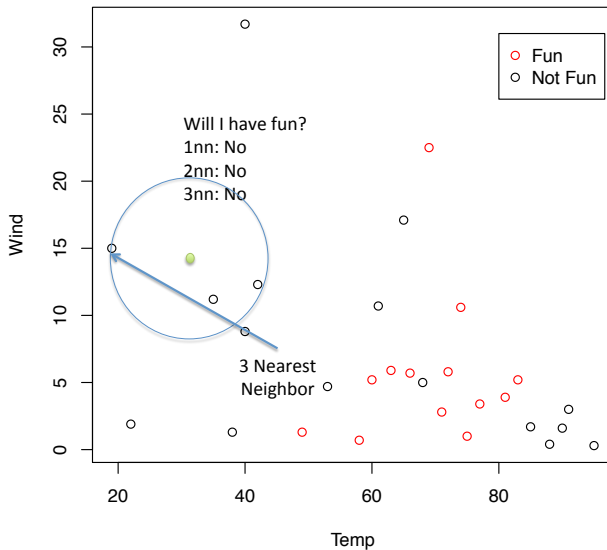 30
25
20
15
10
5
0
Wind
Fun
Not Fun
Will I have fun?
1nn: No
2nn: No
3nn: No
3 Nearest
Neighbor
20 40 60 80
Temp